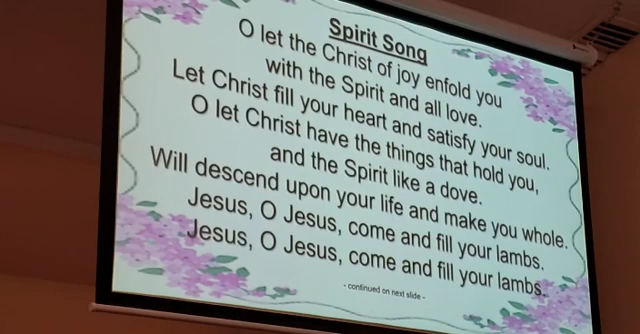 Spirit Song
O let the Christ of joy enfold you
with the Spirit and all love.
Let Christ fill your heart and satisfy your soul.
O let Christ have the things that hold you,
and the Spirit like a dove.
Will descend upon your life and make you whole.
Jesus, O Jesus, come and fill your lambs.
Jesus, O Jesus, come and fill your lambs.
- continued on next slide -